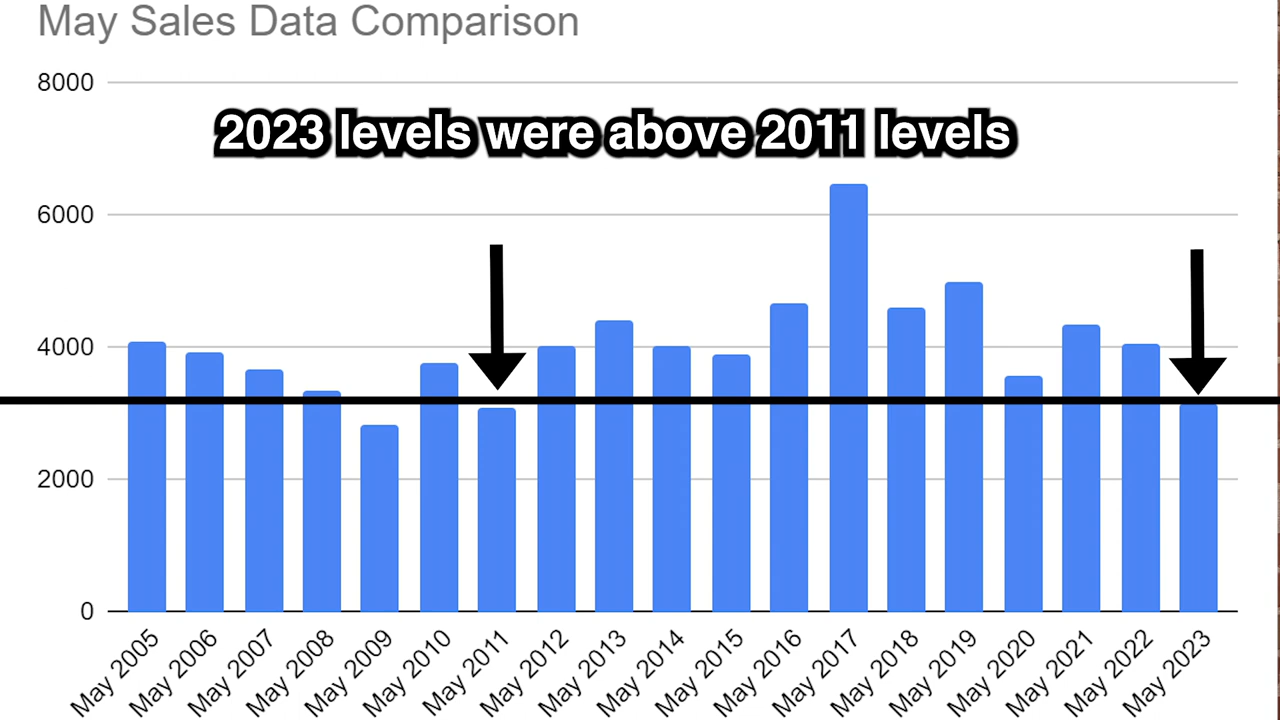 May Sales Data Comparison
8000
2023 levels were above 2011 levels
6000
4000
2000
0
May 2005
May 2006
May 2007
May 2008
May 2009
May 2010
May 2011
May 2012
May 2013
May 2014
May 2015
May 2016
May 2017
May 2018
May 2019
May 2020
May 2021
May 2022
May 2023